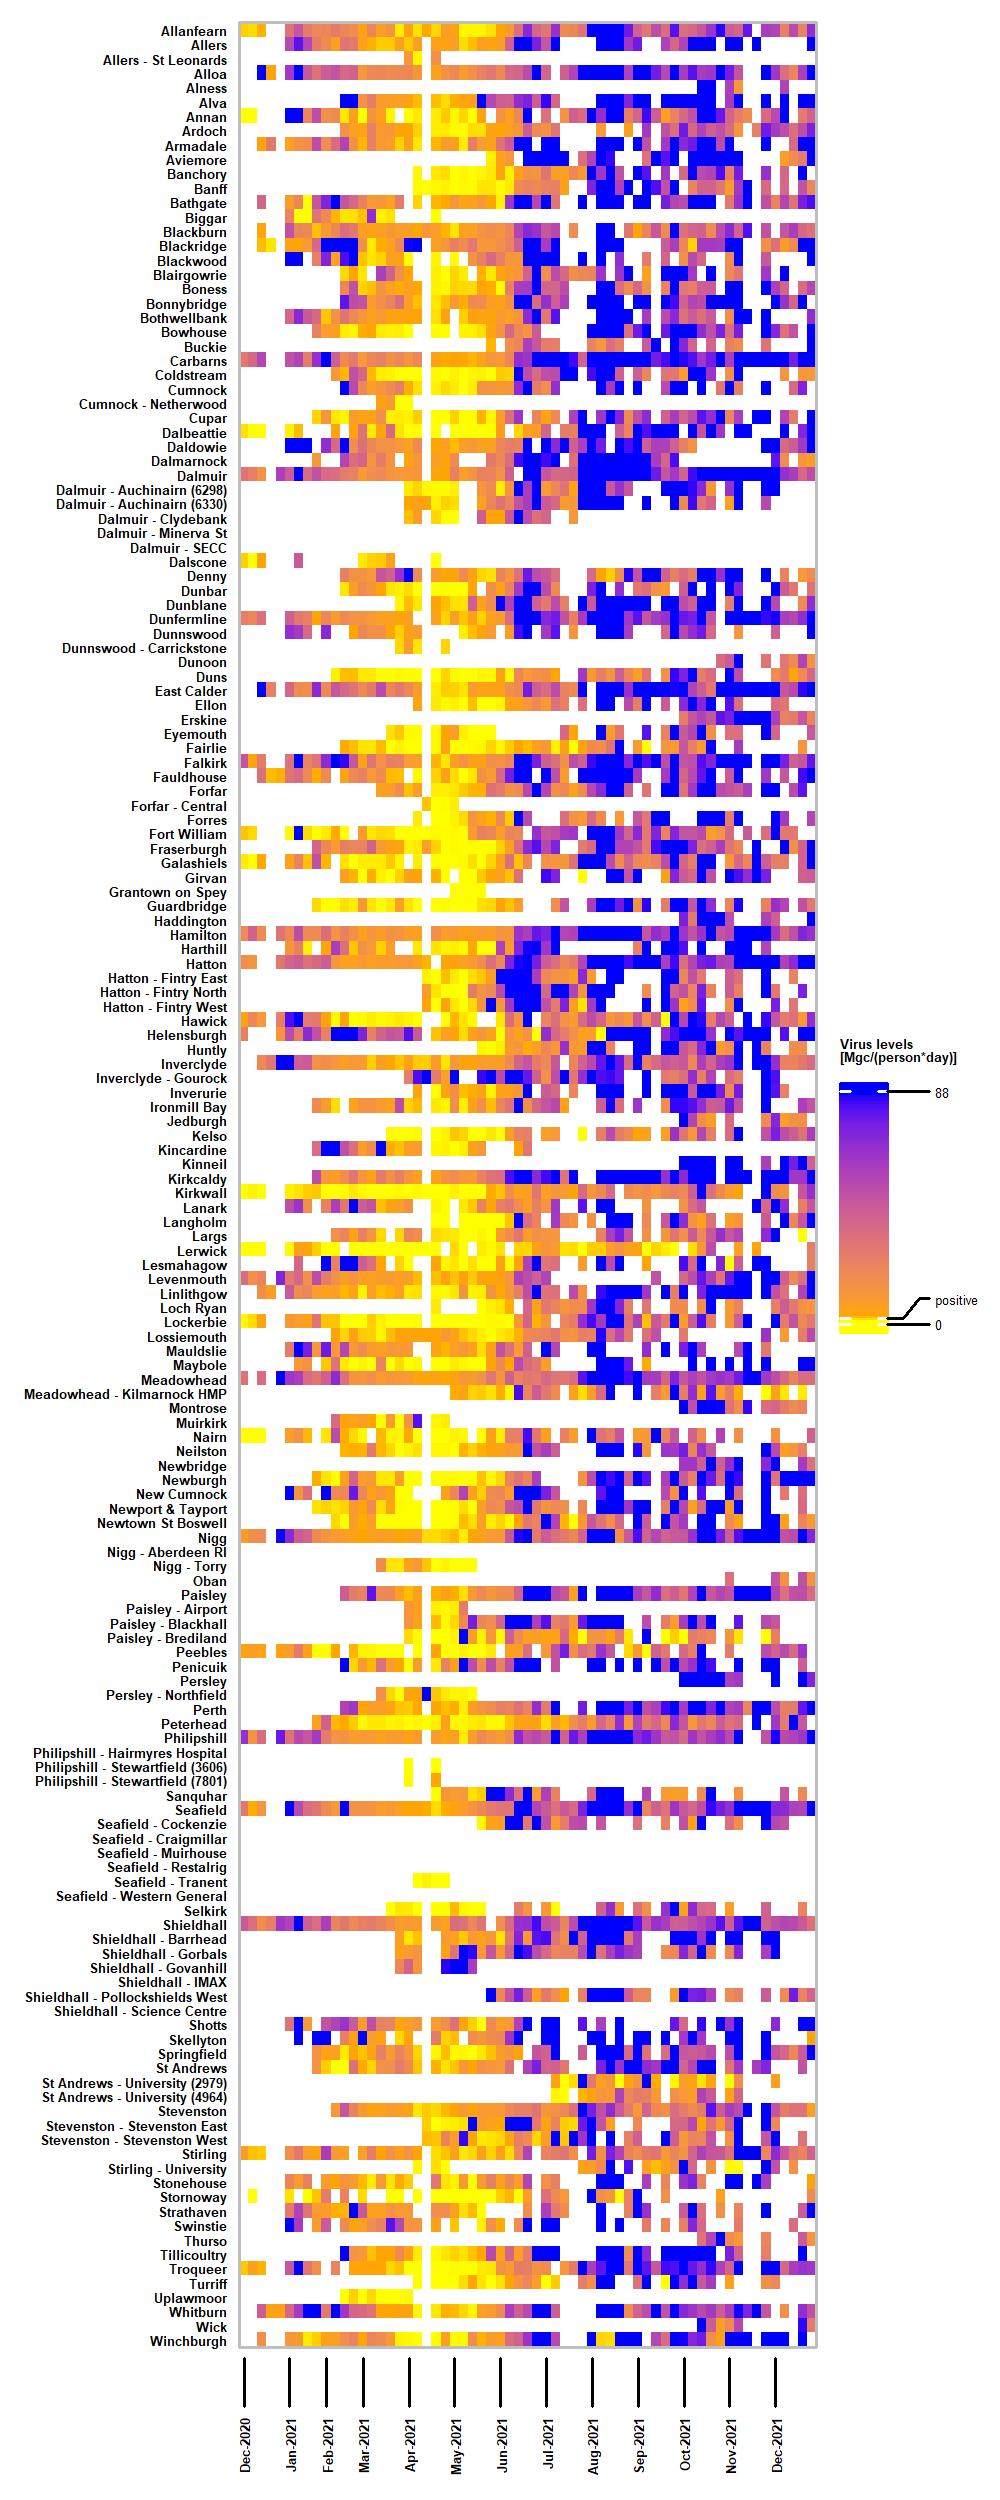 Allanfearn
Allers
Allers - St Leonards
Alloa
Alness
Alva
Annan
Ardoch
Armadale
Aviemore
Banchory
Banff
Bathgate
Biggar
Blackburn
Blackridge
Blackwood
Blairgowrie
Boness
Bonnybridge
Bothwellbank
Bowhouse
Buckie
Carbarns
Coldstream
Cumnock
Cumnock - Netherwood
Cupar
Dalbeattie
Daldowie
Dalmarnock
Dalmuir
Dalmuir - Auchinairn (6298)
Dalmuir - Auchinairn (6330)
Dalmuir - Clydebank
Dalmuir - Minerva St
Dalmuir - SECC
Dalscone
Denny
Dunbar
Dunblane
Dunfermline
Dunnswood
Dunnswood - Carrickstone
Dunoon
Duns
East Calder
Ellon
Erskine
Eyemouth
Fairlie
Falkirk
Fauldhouse
Forfar
Forfar - Central
Forres
Fort William
Fraserburgh
Galashiels
Girvan
Grantown on Spey
Guardbridge
Haddington
Hamilton
Harthill
Hatton
Hatton - Fintry East
Hatton - Fintry North
Hatton - Fintry West
Hawick
Helensburgh
Huntly
Inverclyde
Inverclyde - Gourock
Inverurie
Ironmill Bay
Jedburgh
Kelso
Kincardine
Kinneil
Kirkcaldy
Kirkwall
Lanark
Langholm
Largs
Lerwick
Lesmahagow
Levenmouth
Linlithgow
Loch Ryan
Lockerbie
Lossiemouth
Mauldslie
Maybole
Meadowhead
Meadowhead - Kilmarnock HMP
Montrose
Muirkirk
Nairn
Neilston
Newbridge
Newburgh
New Cumnock
Newport & Tayport
Newtown St Boswell
Nigg
Nigg - Aberdeen RI
Nigg - Torry
Oban
Paisley
Paisley - Airport
Paisley - Blackhall
Paisley - Brediland
Peebles
Penicuik
Persley
Persley - Northfield
Perth
Peterhead
Philipshill
Philipshill - Hairmyres Hospital
Philipshill - Stewartfield (3606)
Philipshill - Stewartfield (7801)
Sanquhar
Seafield
Seafield - Cockenzie
Seafield - Craigmillar
Seafield - Muirhouse
Seafield - Restalrig
Seafield - Tranent
Seafield - Western General
Selkirk
Shieldhall
Shieldhall - Barrhead
Shieldhall - Gorbals
Shieldhall - Govanhill
Shieldhall - IMAX
Shieldhall - Pollockshields West
Shieldhall - Science Centre
Shotts
Skellyton
Springfield
St Andrews
St Andrews - University (2979)
St Andrews - University (4964)
Stevenston
Stevenston - Stevenston East
Stevenston - Stevenston West
Stirling
Stirling - University
Stonehouse
Stornoway
Strathaven
Swinstie
Thurso
Tillicoultry
Troqueer
Turriff
Uplawmoor
Whitburn
Wick
Winchburgh
Dec-2020
Jan-2021
Feb-2021
Mar-2021
Apr-2021
May-2021
Jun-2021
Jul-2021
Aug-2021
Sep-2021
Oct-2021
Nov-2021
Dec-2021
Virus levels
[Mgc/(person*day)]
88
positive
0